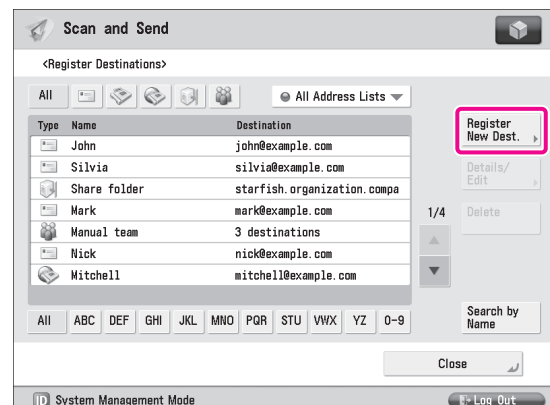 Scan and Send
<Register Destinations>
All
All Address Lists
Type Name Destination
John john@example.com
Silvia silvia@example.com
Share folder starfish.organization.compa
Mark mark@example.com
Manual team 3 destinations
Nick nick@example.com
Mitchell mitchell@example.com
Register
New Dest.
Details/
Edit
1/4
Delete
All ABC DEF GHI JKL MNO PQR STU VWX YZ 0-9
Search by
Name
Close
ID System Management Mode
Log Out